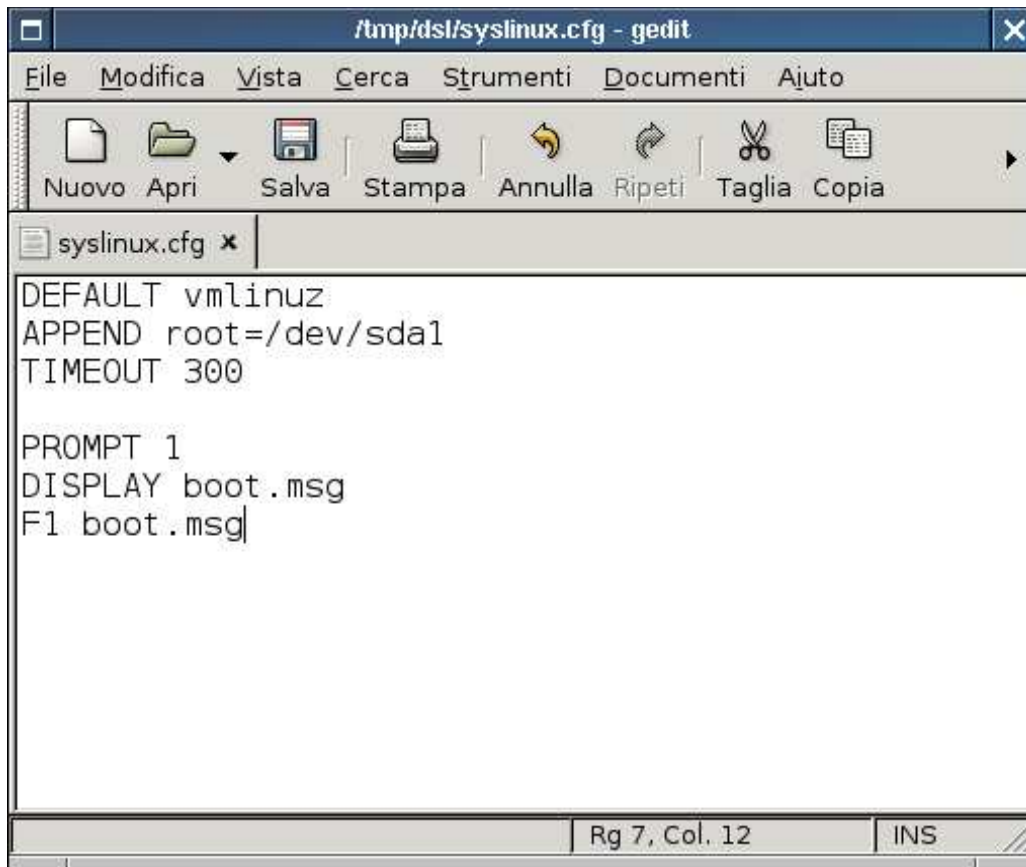 /tmp/dsl/syslinux.cfg - gedit
File Modifica Vista Cerca Strumenti Documenti Aiuto
Nuovo Apri Salva Stampa Annulla Ripeti Taglia Copia
syslinux.cfg
DEFAULT vmlinuz
APPEND root=/dev/sda1
TIMEOUT 300
PROMPT 1
DISPLAY boot.msg
F1 boot.msg
Rg 7, Col. 12 INS